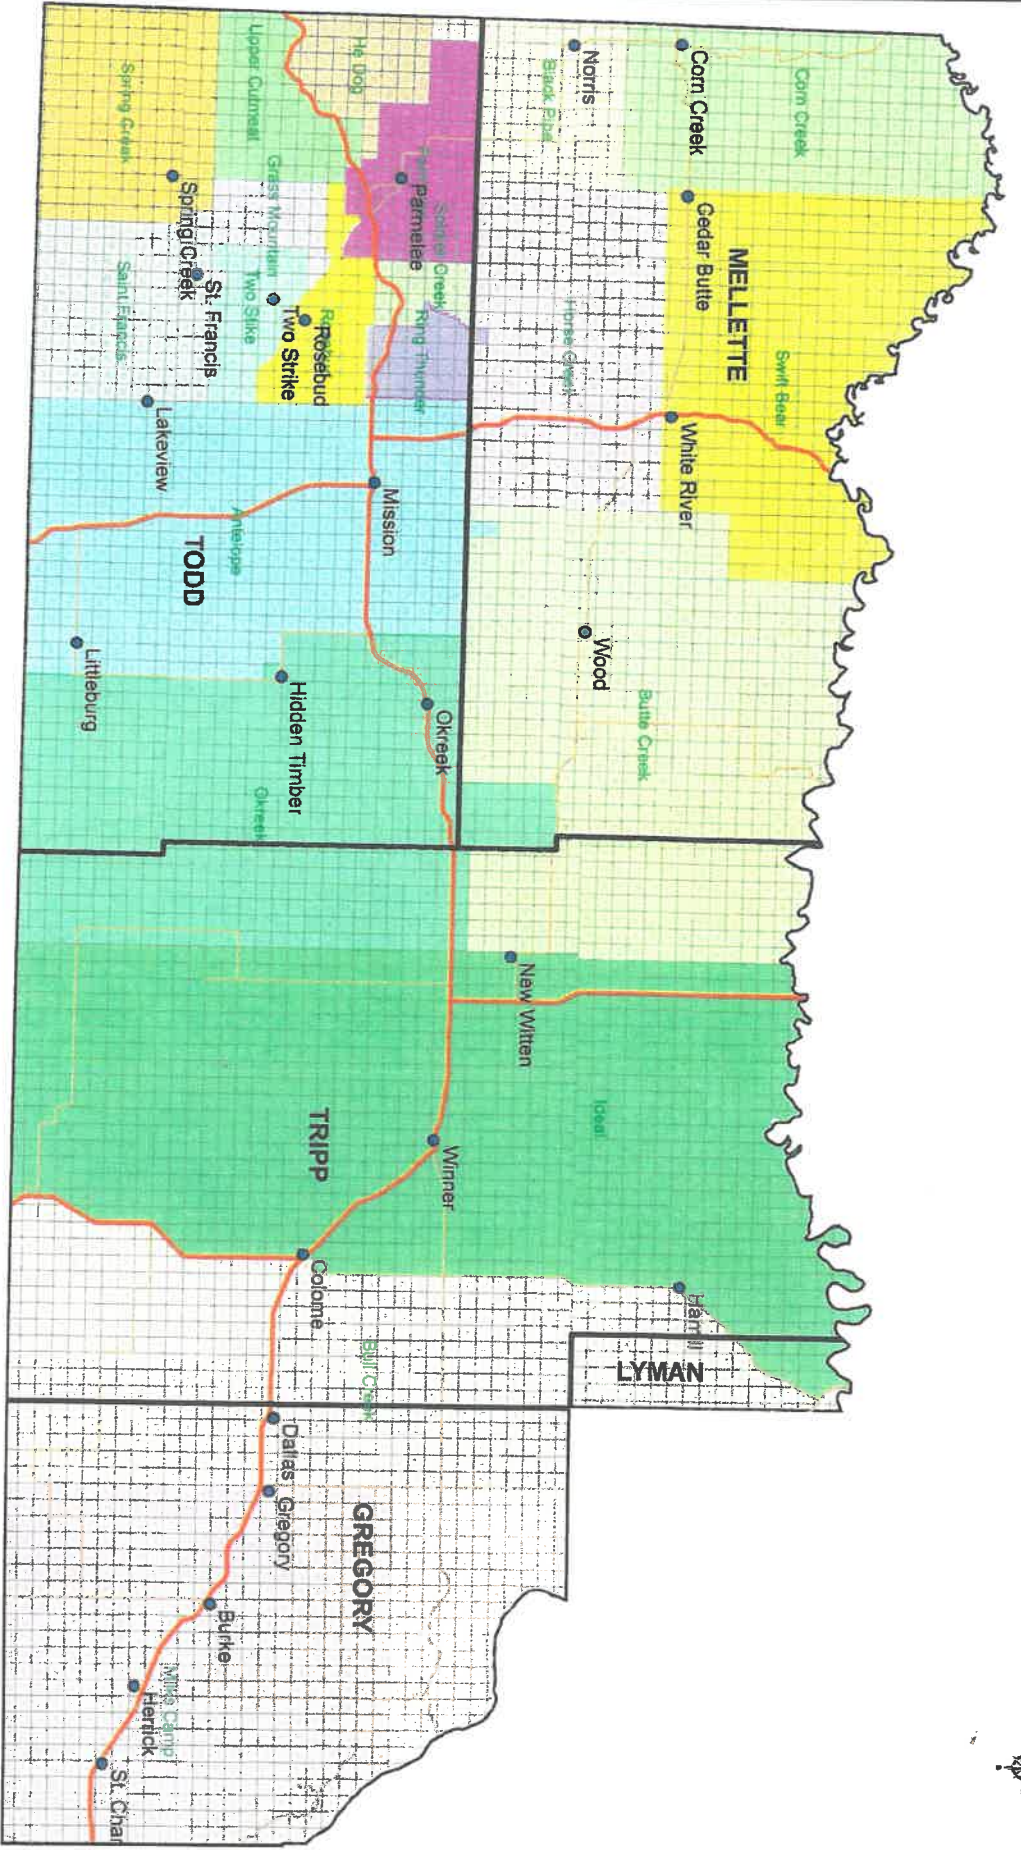 Corn Creek
Corn Creek
Norris
Black Pipe
He Dog
Upper Cutmeat
Spring Creek
Cedar Butte
MELLETTE
Swift Bear
Horse Creek
White River
Parmelee
Ring Thunder
Grass Mountain
Two Strike
Rosebud
Two Strike
Spring Creek
St. Francis
Saint Francis
Lakeview
Mission
Antelope
TODD
Wood
Butte Creek
Okreek
Hidden Timber
Littleburg
Okreek
New Witten
Ideal
Winner
TRIPP
Colome
Hamill
LYMAN
Bull Creek
Dallas
Gregory
GREGORY
Burke
Milks Camp
Herrick
St. Char